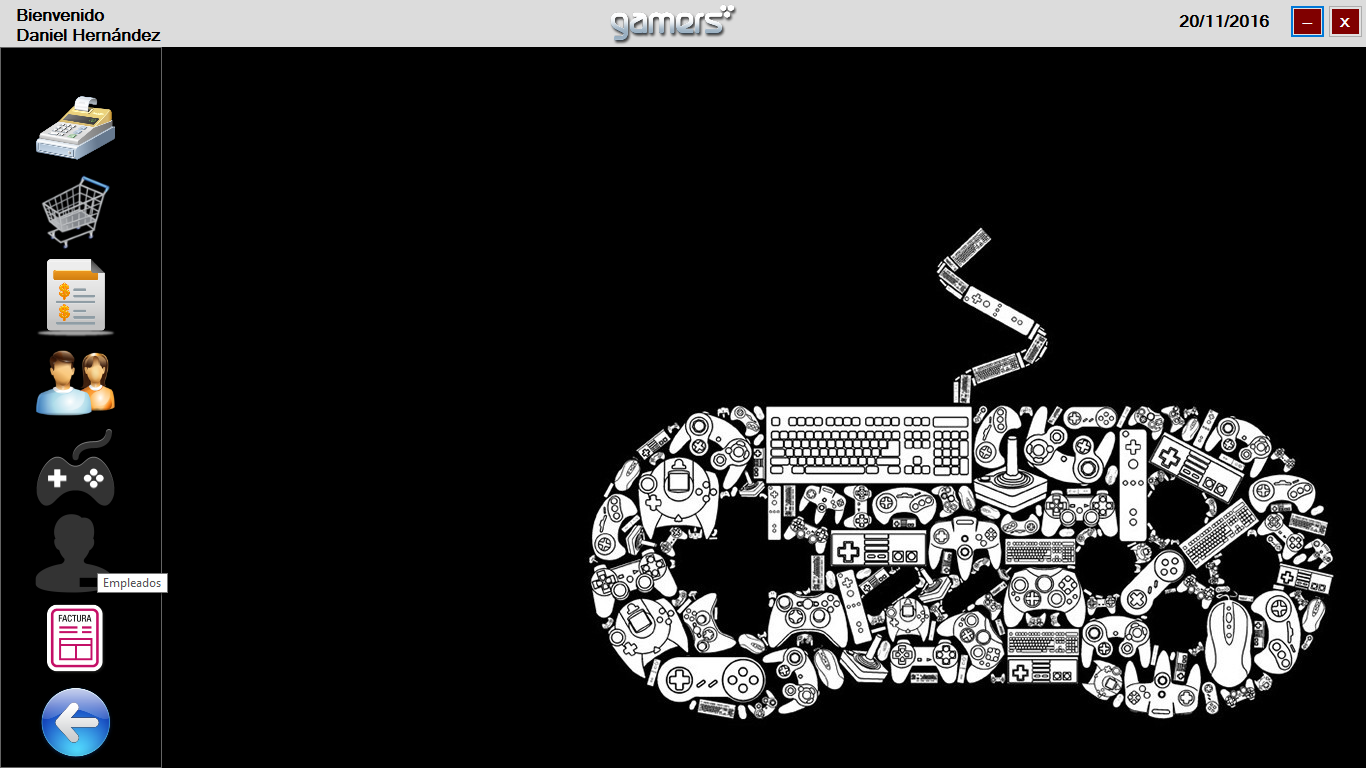 Bienvenido
Daniel Hernández
gamers
20/11/2016
x
Empleados
FACTURA